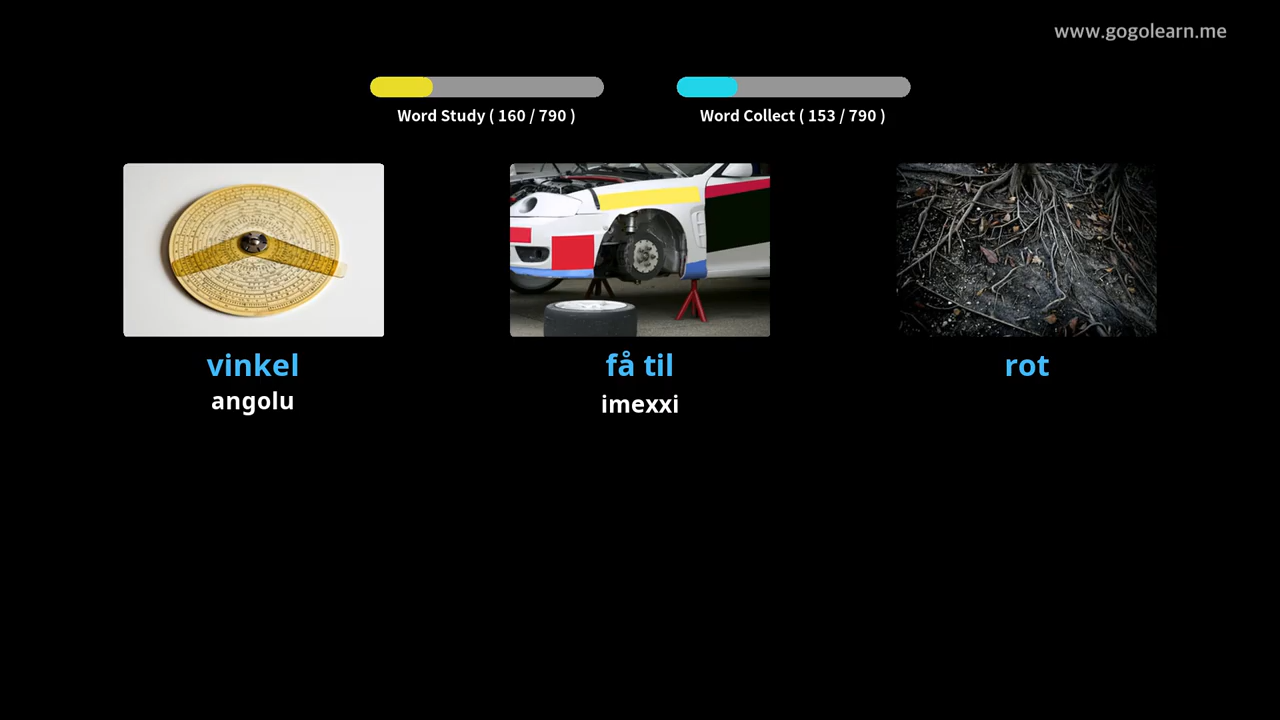 www.gogolearn.me
Word Study ( 160 / 790 )
Word Collect ( 153 / 790 )
vinkel
angolu
få til
imexxi
rot